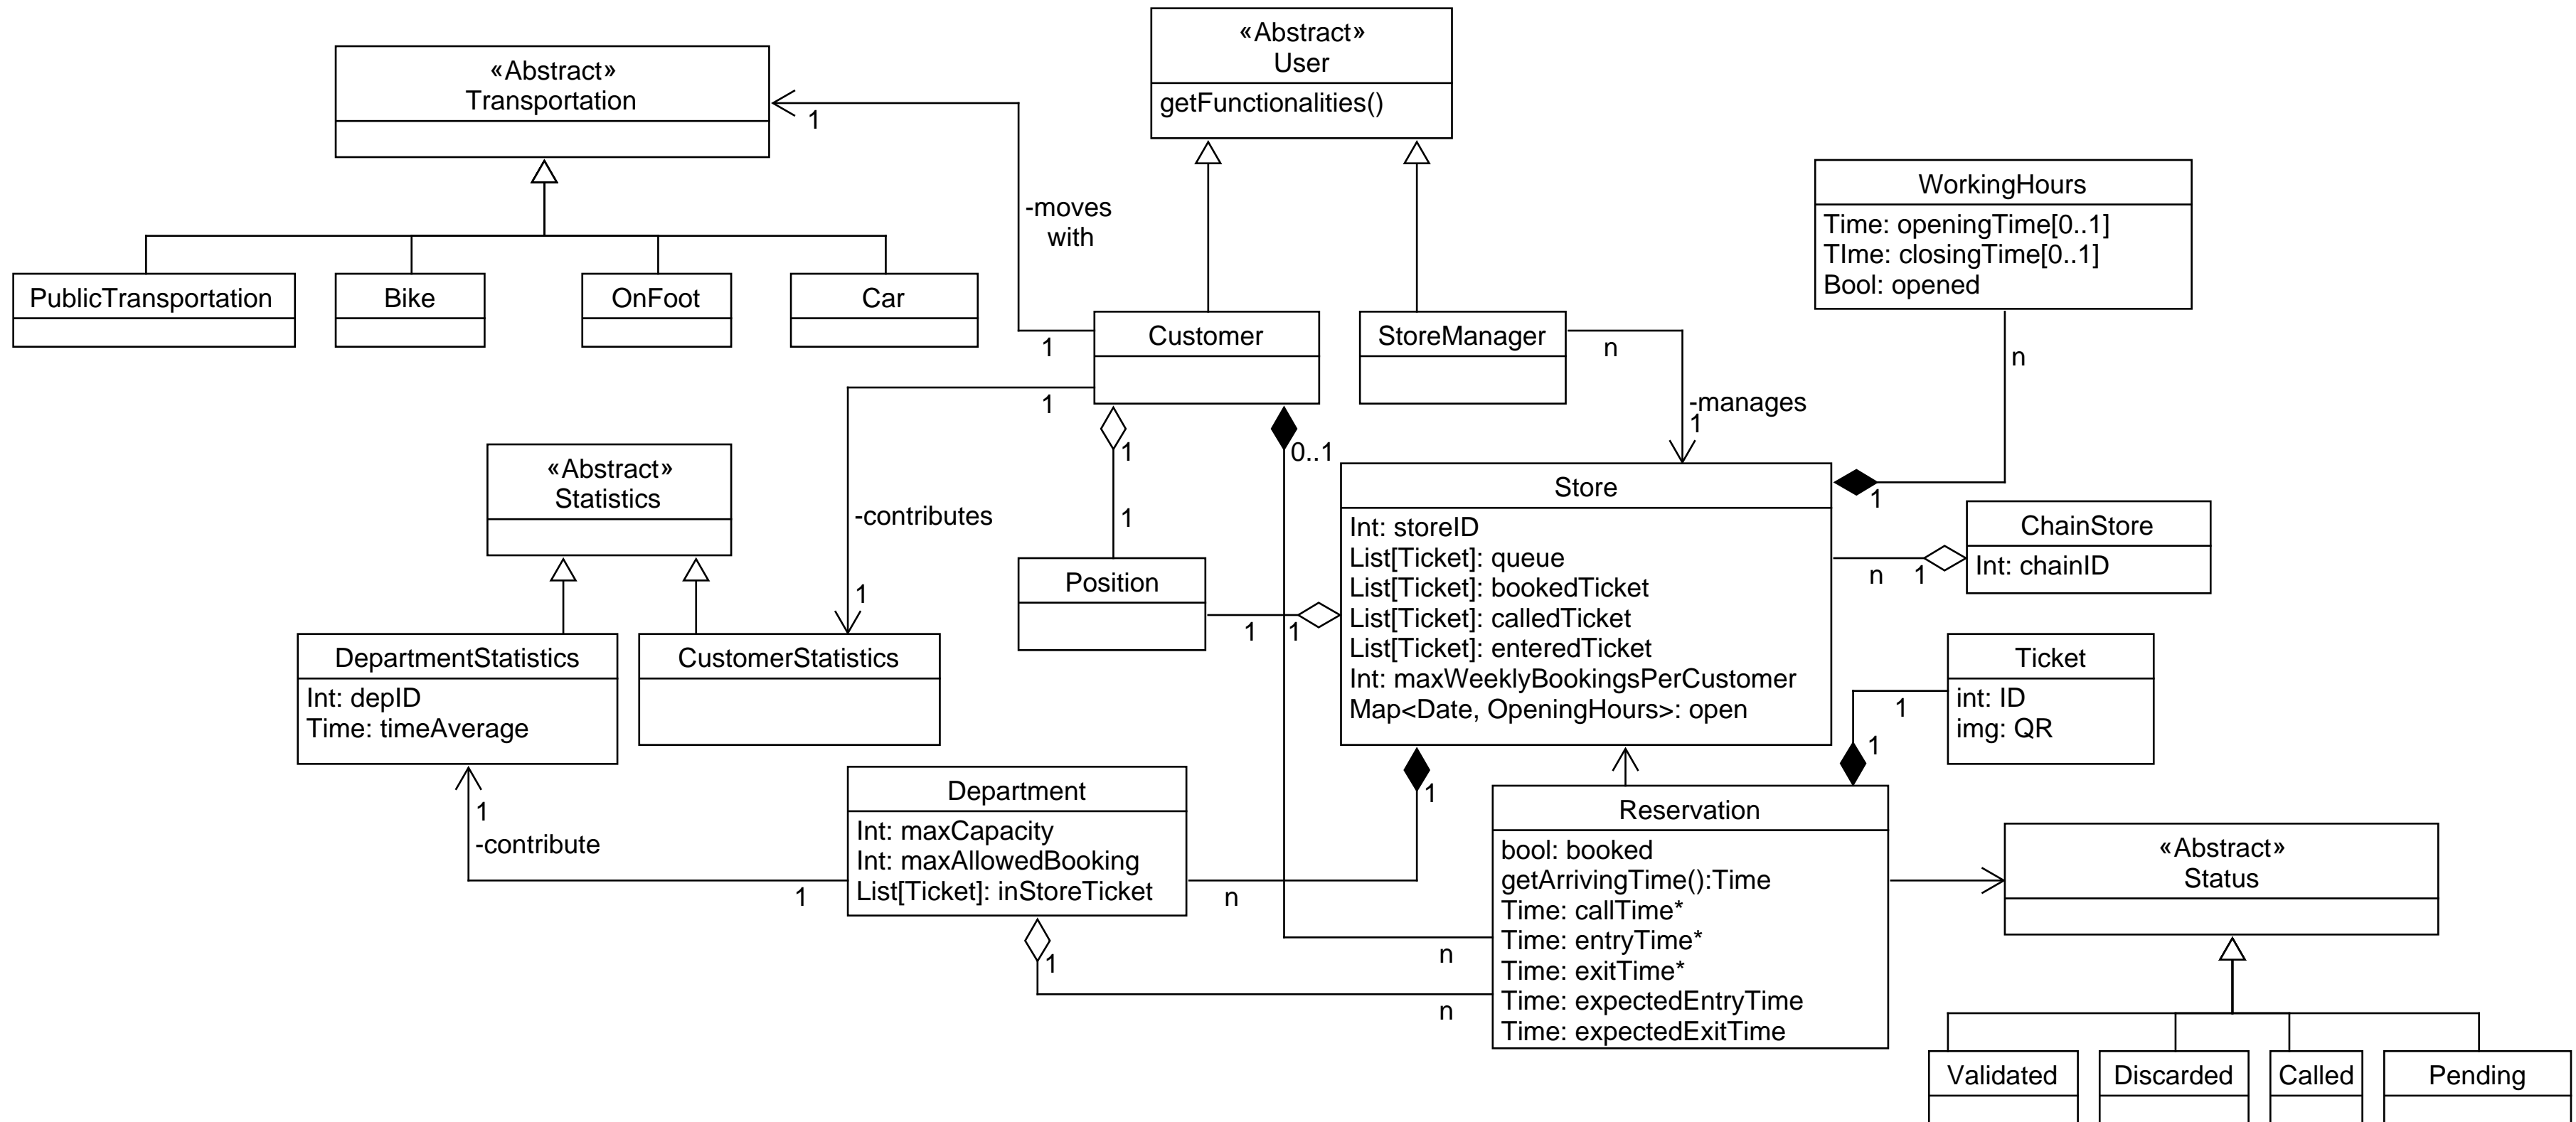 «Abstract»
User
getFunctionalities()
«Abstract»
Transportation
1
-moves
with
WorkingHours
Time: openingTime[0..1]
TIme: closingTime[0..1]
Bool: opened
PublicTransportation
Bike
OnFoot
Car
Customer
1
1
StoreManager
n
n
-manages
1
«Abstract»
Statistics
1
0..1
-contributes
1
1
Store
Int: storeID
List[Ticket]: queue
List[Ticket]: bookedTicket
List[Ticket]: calledTicket
List[Ticket]: enteredTicket
Int: maxWeeklyBookingsPerCustomer
Map<Date, OpeningHours>: open
1
ChainStore
Int: chainID
n
1
Position
1
1
DepartmentStatistics
Int: depID
Time: timeAverage
CustomerStatistics
Ticket
int: ID
img: QR
1
1
1
-contribute
1
Department
Int: maxCapacity
Int: maxAllowedBooking
List[Ticket]: inStoreTicket
1
n
1
n
n
Reservation
bool: booked
getArrivingTime():Time
Time: callTime*
Time: entryTime*
Time: exitTime*
Time: expectedEntryTime
Time: expectedExitTime
«Abstract»
Status
Validated
Discarded
Called
Pending